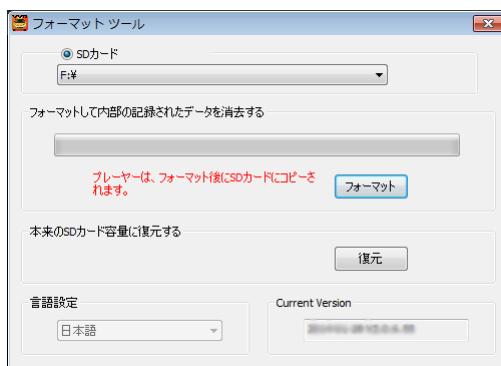 フォーマット ツール
SDカード
F:¥
フォーマットして内部の記録されたデータを消去する
プレーヤーは、フォーマット後にSDカードにコピーさ
れます。
フォーマット
本来のSDカード容量に復元する
復元
言語設定
Current Version
日本語